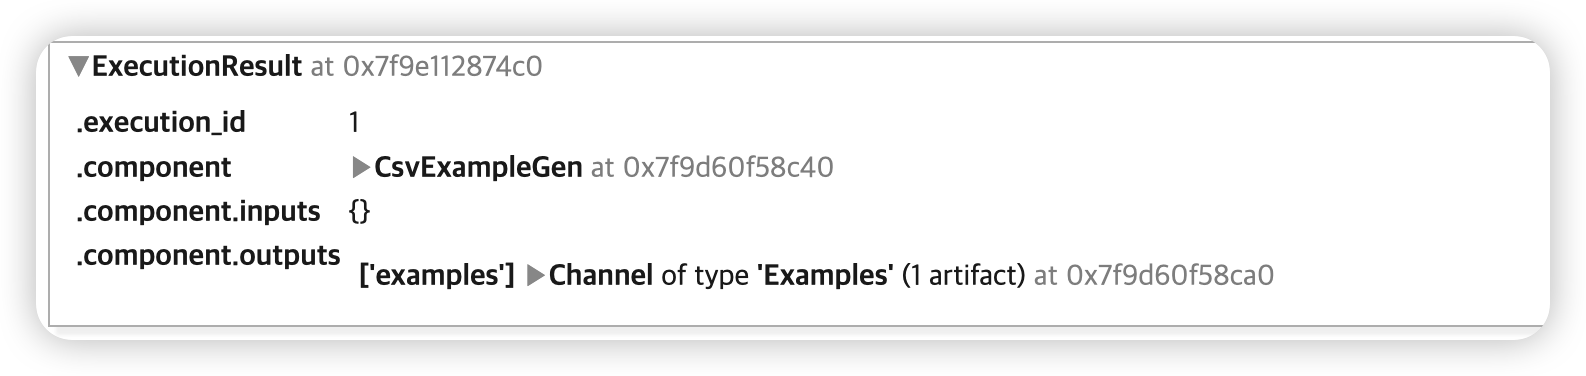 ▼ExecutionResult at 0x7f9e112874c0
.execution_id 1
.component ▶CsvExampleGen at 0x7f9d60f58c40
.component.inputs {}
.component.outputs
['examples'] ▶Channel of type 'Examples' (1 artifact) at 0x7f9d60f58ca0